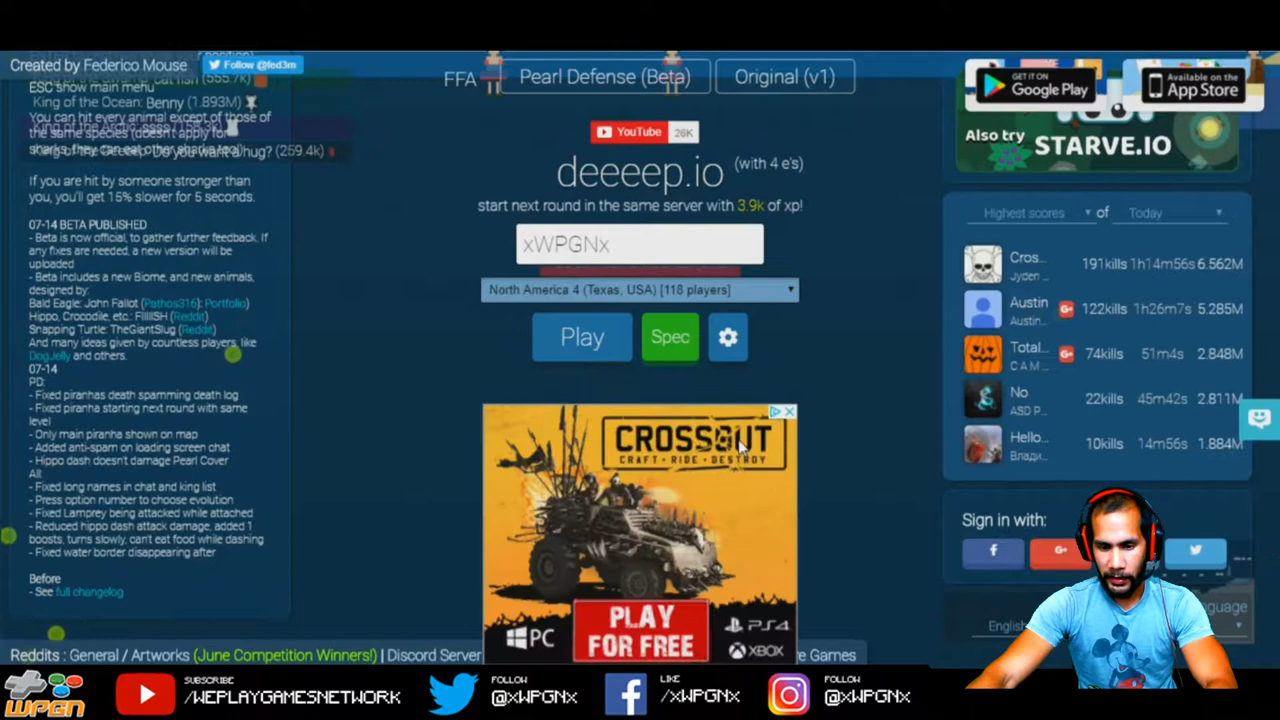 Created by Federico Mouse
Follow @fed3m
ESC show main menu
King of the Ocean: Benny (1.893M)
You can hit every animal except of those of
the same species (doesn't apply for
sharks, they can eat other sharks too)
Do you want a hug? (259.4k)
If you are hit by someone stronger than
you, you'll get 15% slower for 5 seconds.
07-14 BETA PUBLISHED
- Beta is now official, to gather further feedback. If
any fixes are needed, a new version will be
uploaded
- Beta includes a new Biome, and new animals,
designed by:
Bald Eagle: John Fallot (Pathos316): Portfolio)
Hippo, Crocodile, etc.: FIIIIISH (Reddit)
Snapping Turtle: TheGiantSlug (Reddit)
And many ideas given by countless players, like
DogJelly and others.
07-14
PD:
- Fixed piranhas death spamming death log
- Fixed piranha starting next round with same
level
- Only main piranha shown on map
- Added anti-spam on loading screen chat
- Hippo dash doesn't damage Pearl Cover
All:
- Fixed long names in chat and king list
- Press option number to choose evolution
- Fixed Lamprey being attacked while attached
- Reduced hippo dash attack damage, added 1
boosts, turns slowly, can't eat food while dashing
- Fixed water border disappearing after
Before
- See full changelog
FFA
Pearl Defense (Beta)
Original (v1)
YouTube 26K
deeeep.io (with 4 e's)
start next round in the same server with 3.9k of xp!
xWPGNx
North America 4 (Texas, USA) [118 players]
Play
Spec
CROSSOUT
CRAFT • RIDE • DESTROY
PC
PLAY
FOR FREE
PS4
XBOX
GET IT ON
Google Play
Available on the
App Store
Also try
STARVE.IO
Highest scores of Today
Cros...
Jyden...
191kills 1h14m56s 6.562M
Austin
Austin...
122kills 1h26m7s 5.285M
Total...
C A M...
74kills 51m4s 2.848M
No
ASD P...
22kills 45m42s 2.811M
Hello...
Влади...
10kills 14m56s 1.884M
Sign in with:
Reddits : General / Artworks (June Competition Winners!) | Discord Server
Games
WPGN
SUBSCRIBE
/WEPLAYGAMESNETWORK
FOLLOW
@xWPGNx
LIKE
/xWPGNx
FOLLOW
@xWPGNx